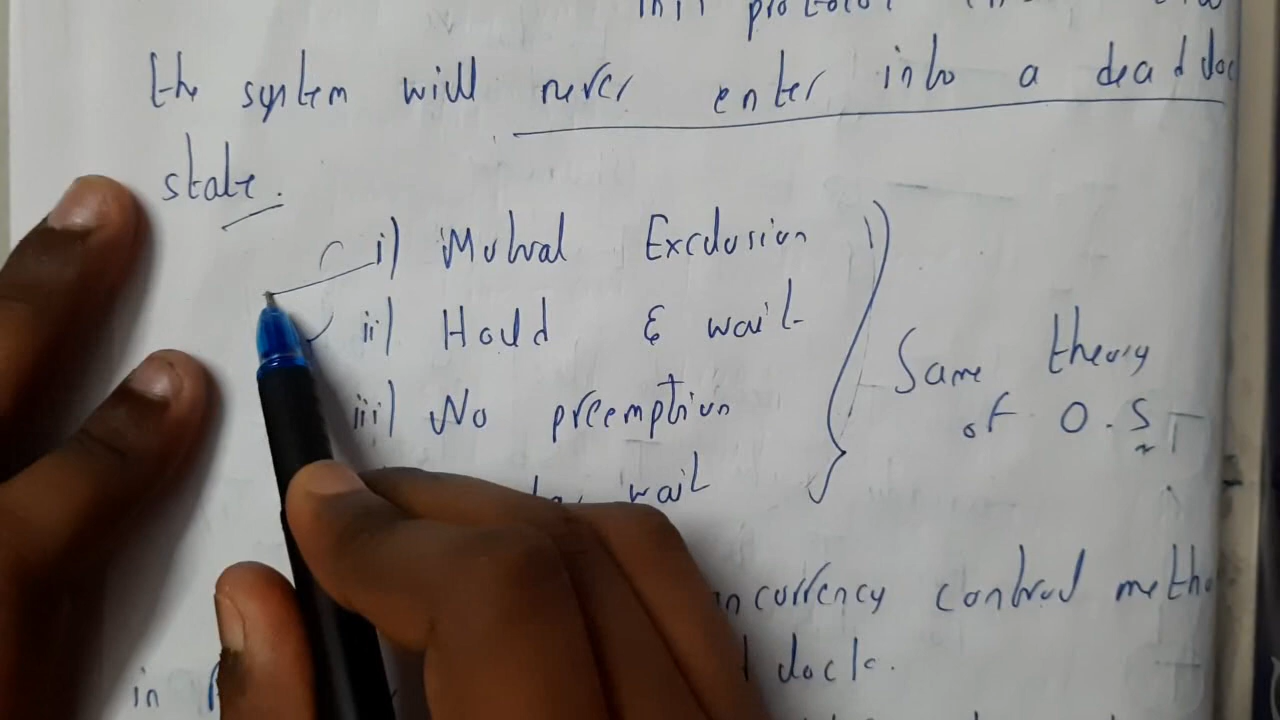 the system will never enter into a deadloc
state.
i) Mutual Exclusion
ii) Hold & wait
iii) No preemption
wait
Same theory
of O.S
ncurrency control metho
in
dlock.